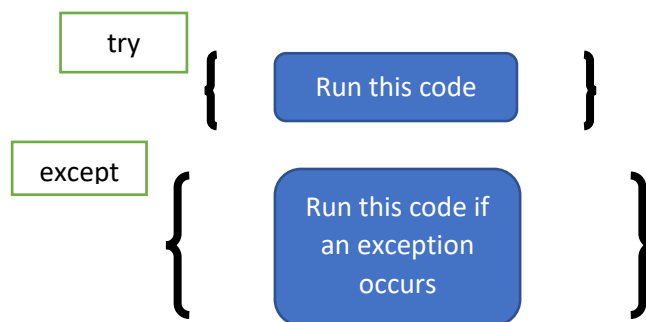 try
{ Run this code }
except
{ Run this code if
an exception
occurs }